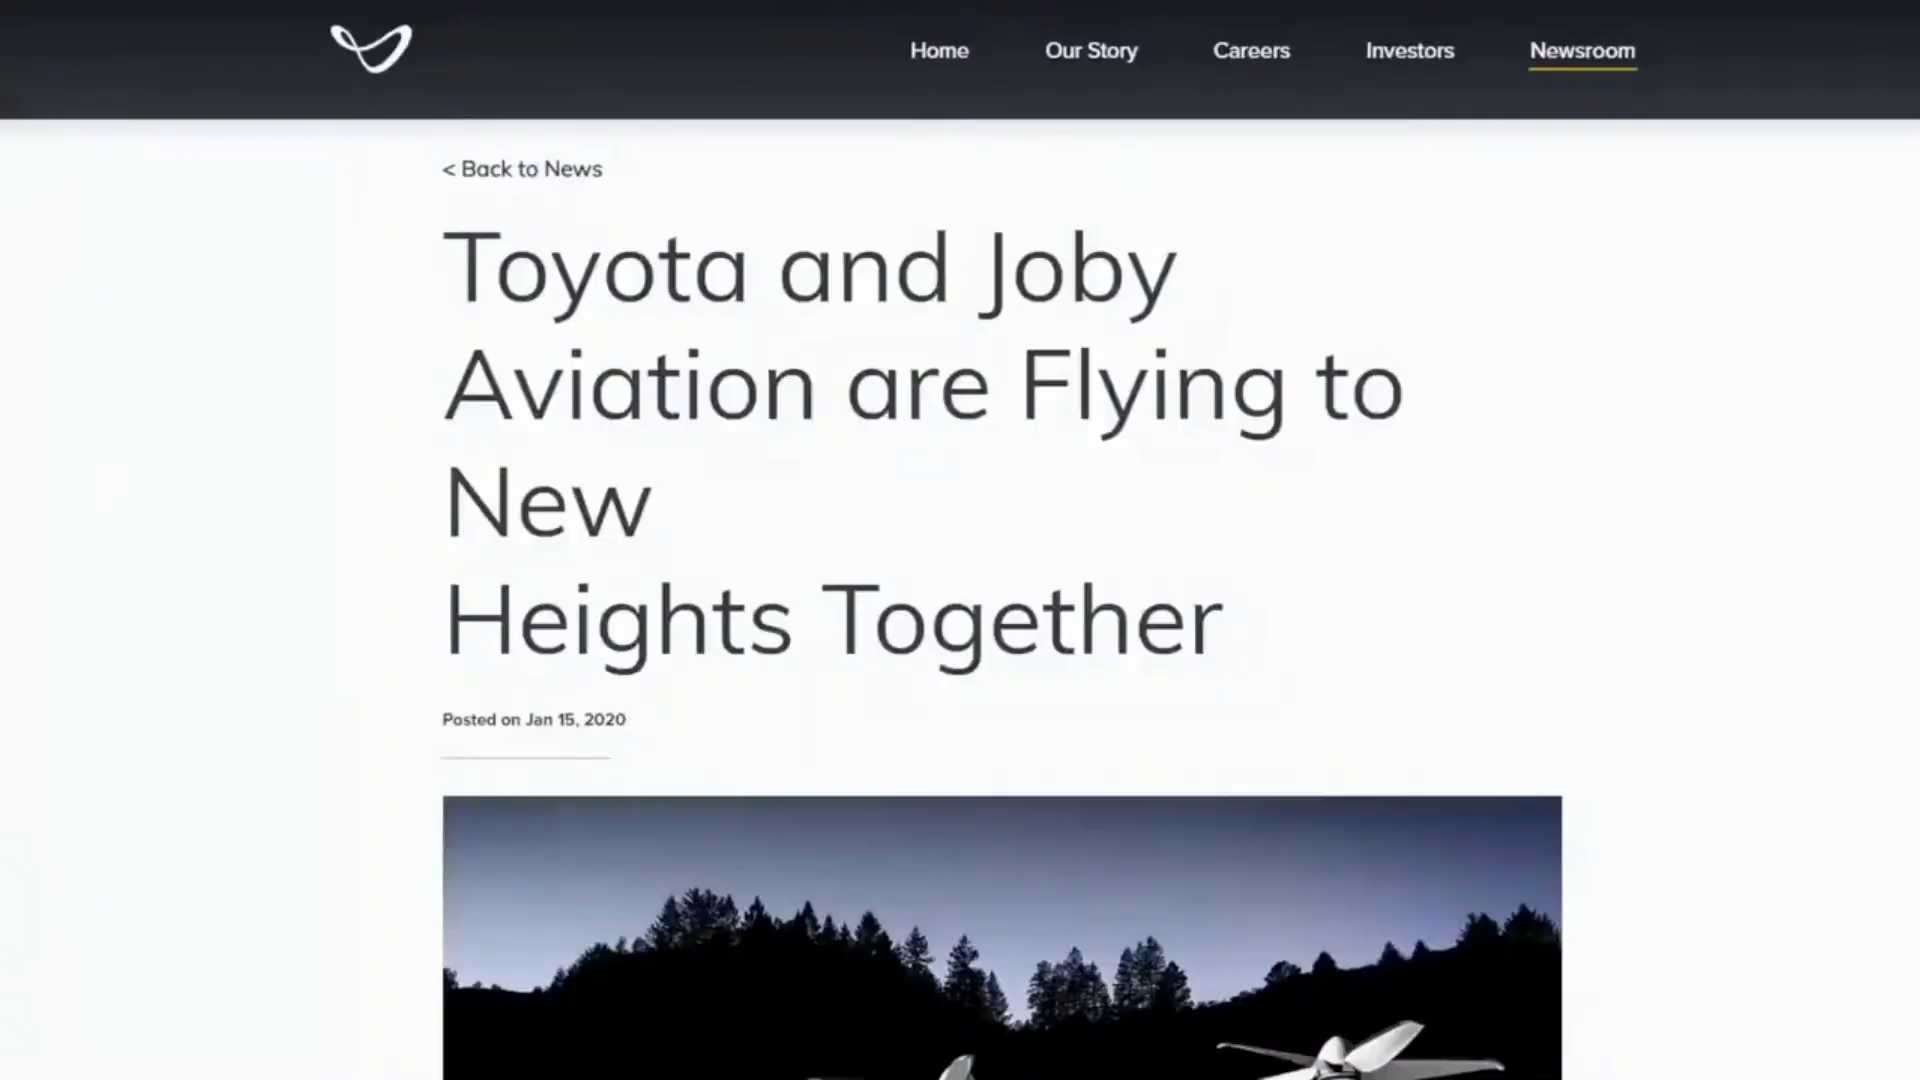 Home Our Story Careers Investors Newsroom
< Back to News
Toyota and Joby
Aviation are Flying to
New
Heights Together
Posted on Jan 15, 2020